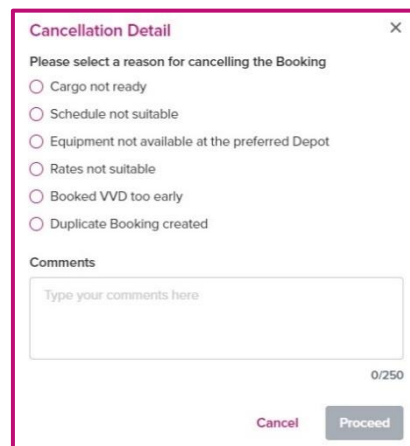 Cancellation Detail
Please select a reason for cancelling the Booking
Cargo not ready
Schedule not suitable
Equipment not available at the preferred Depot
Rates not suitable
Booked VVD too early
Duplicate Booking created
Comments
Type your comments here
0/250
Cancel Proceed